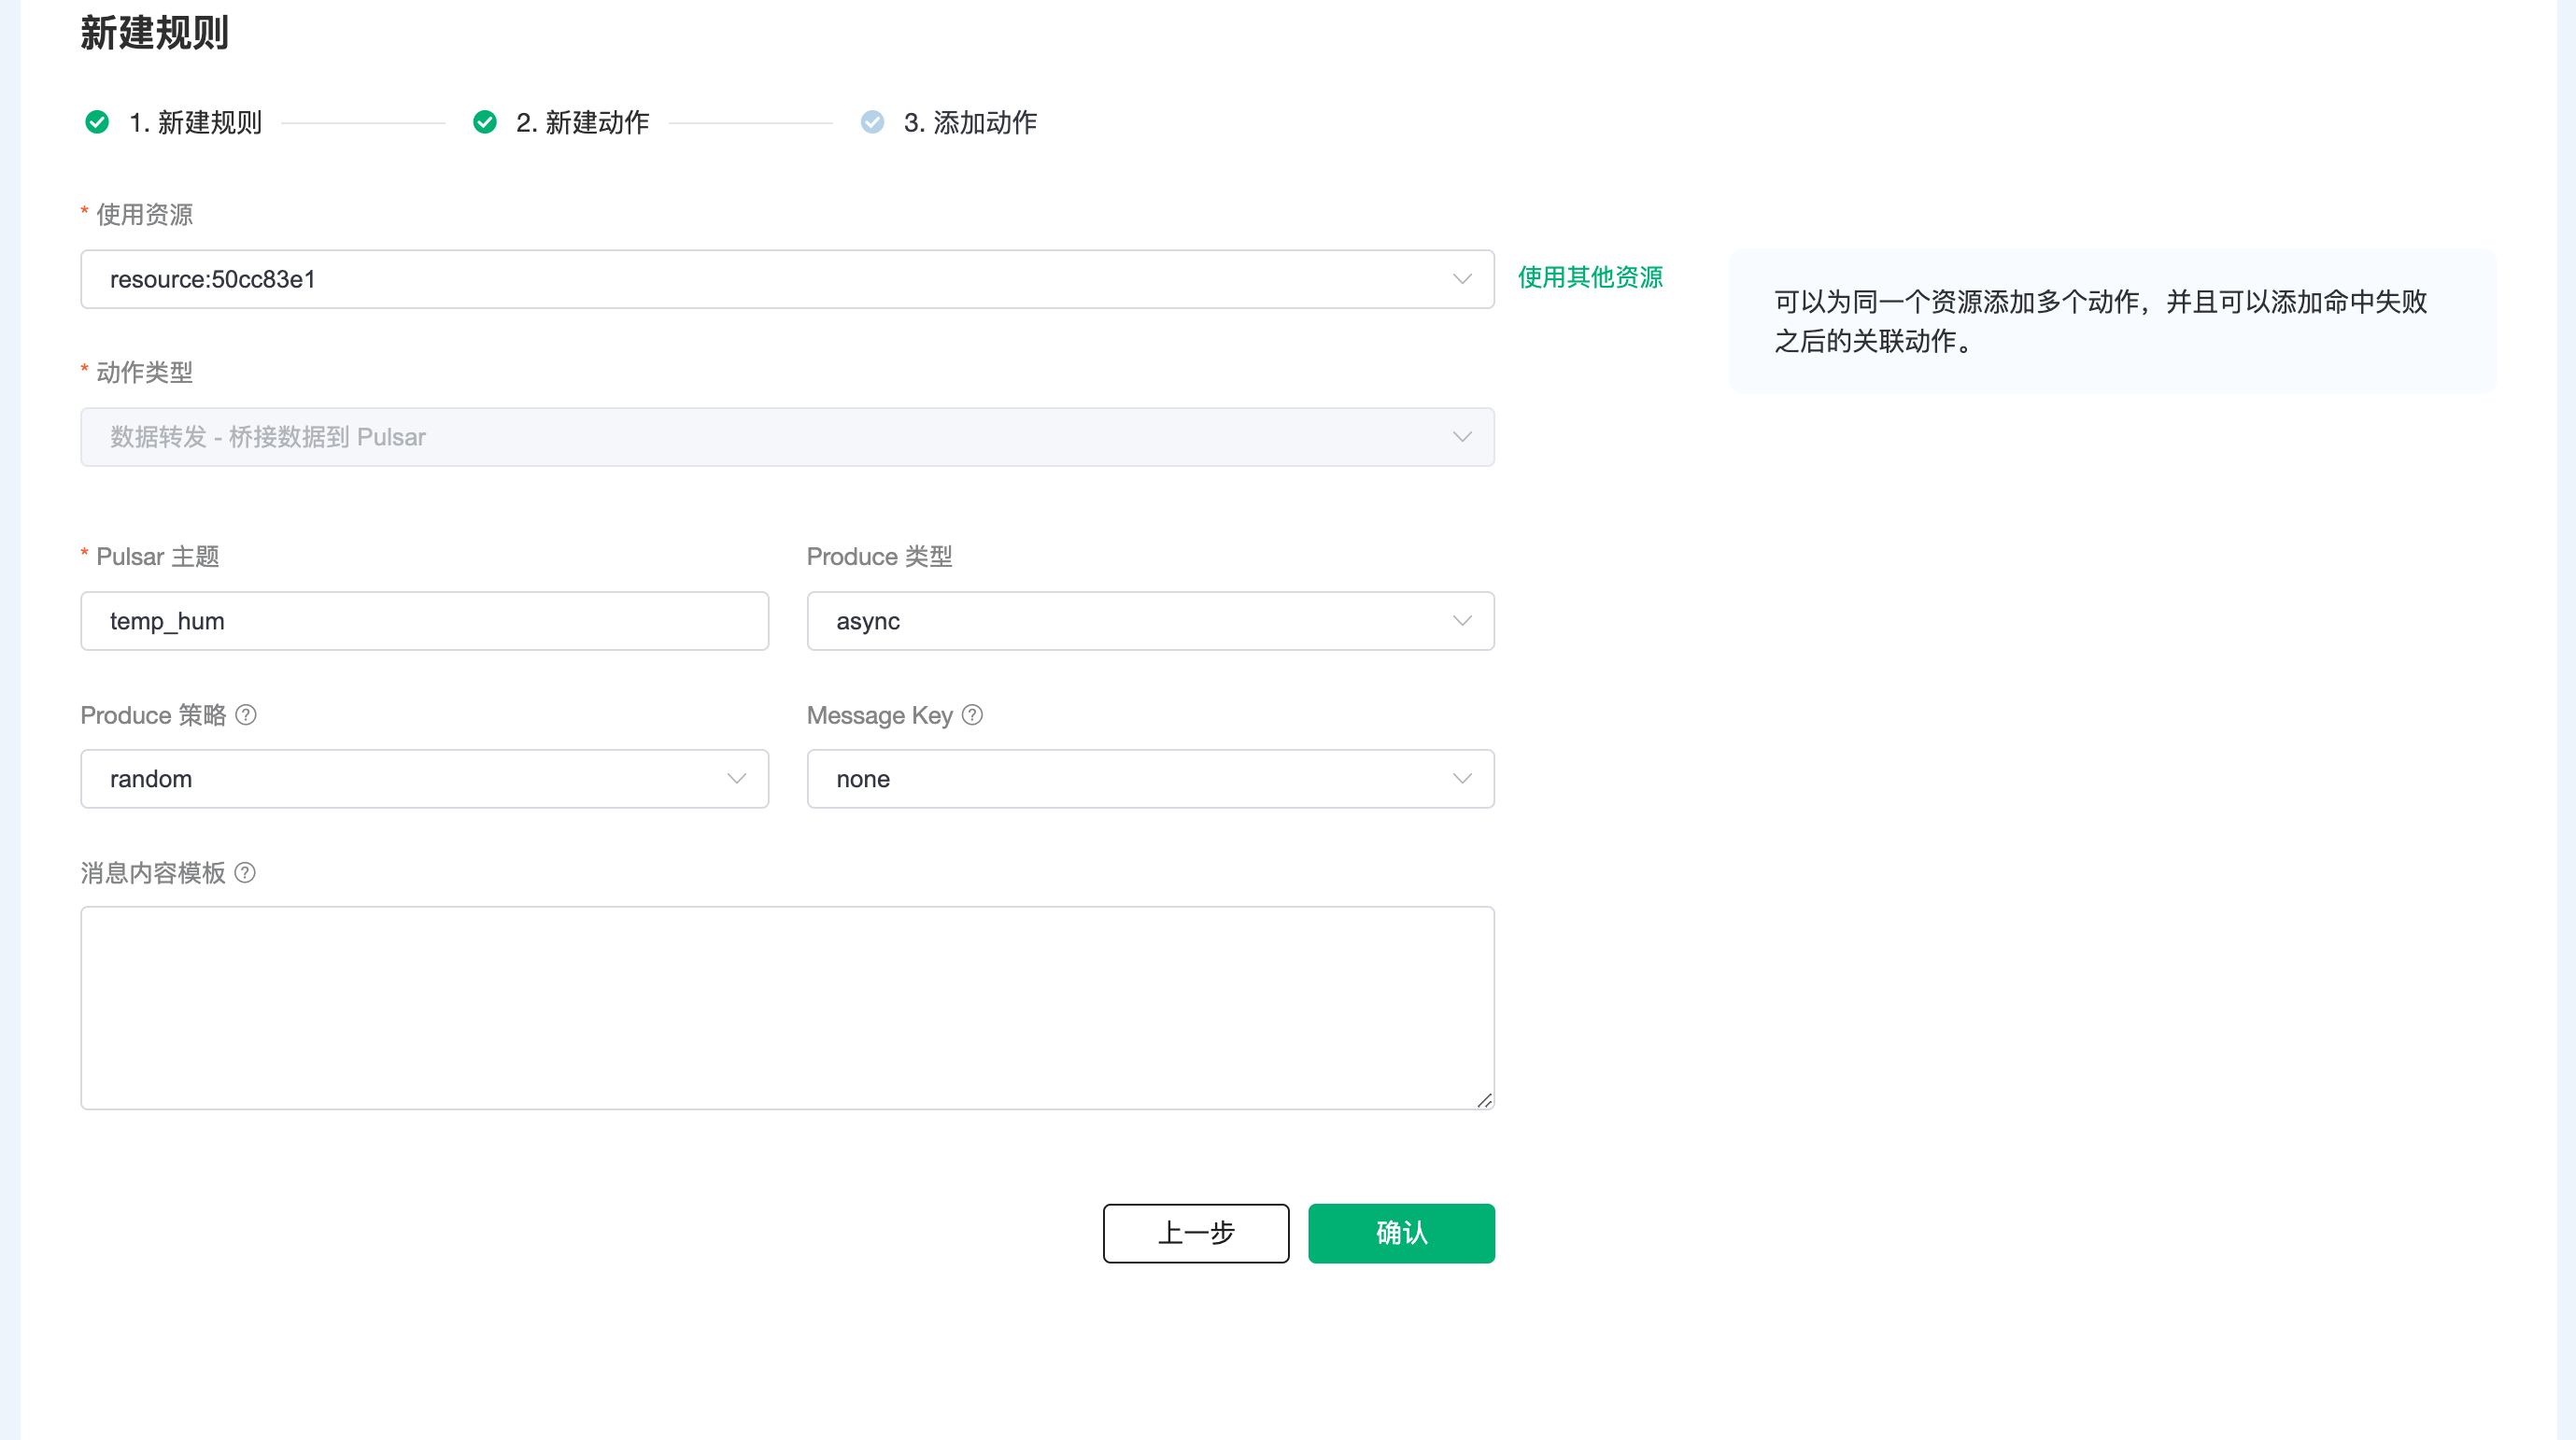 新建规则
1. 新建规则
2. 新建动作
3. 添加动作
* 使用资源
resource:50cc83e1
使用其他资源
可以为同一个资源添加多个动作，并且可以添加命中失败
之后的关联动作。
* 动作类型
数据转发 - 桥接数据到 Pulsar
* Pulsar 主题
Produce 类型
temp_hum
async
Produce 策略
Message Key
random
none
消息内容模板
上一步
确认